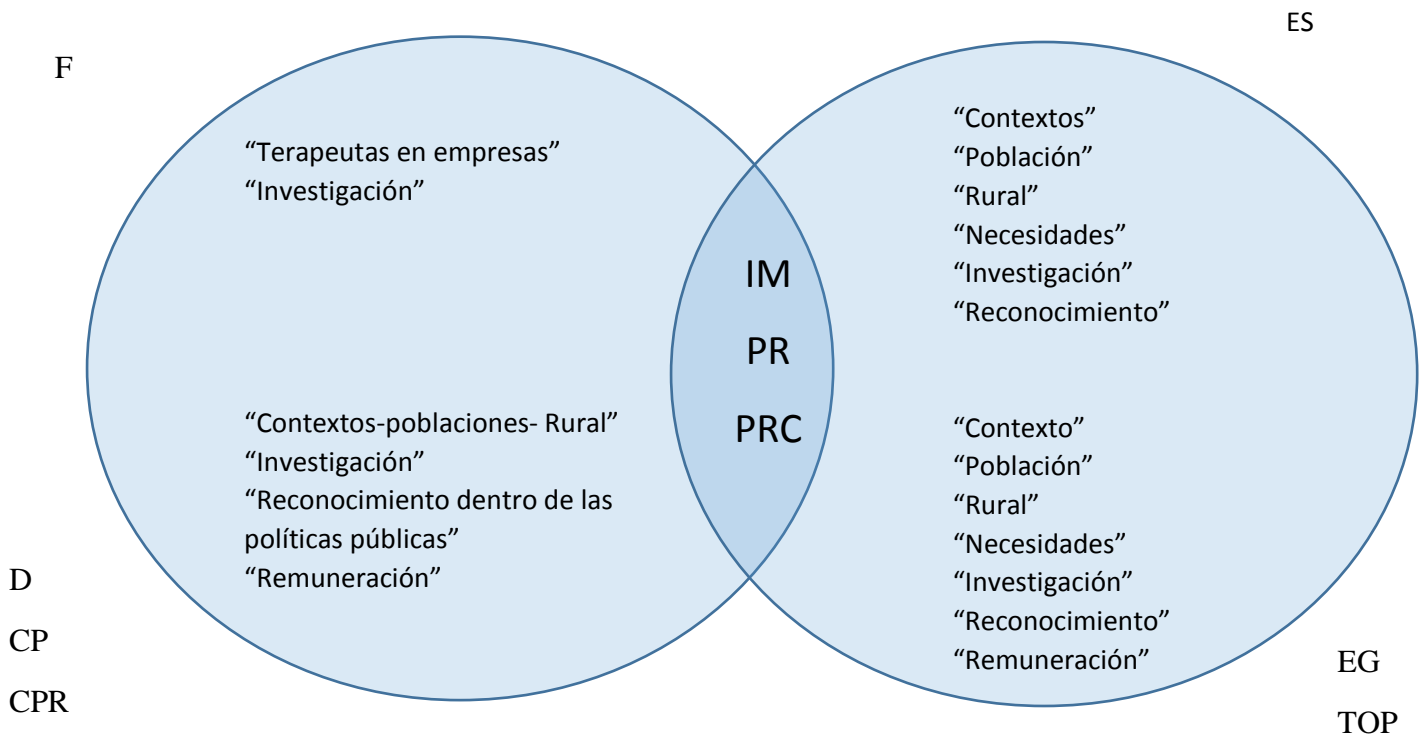 ES
F
“Terapeutas en empresas”
“Investigación”
“Contextos-poblaciones- Rural”
“Investigación”
“Reconocimiento dentro de las
políticas públicas”
“Remuneración”
D
CP
CPR
IM
PR
PRC
“Contextos”
“Población”
“Rural”
“Necesidades”
“Investigación”
“Reconocimiento”
“Contexto”
“Población”
“Rural”
“Necesidades”
“Investigación”
“Reconocimiento”
“Remuneración”
EG
TOP